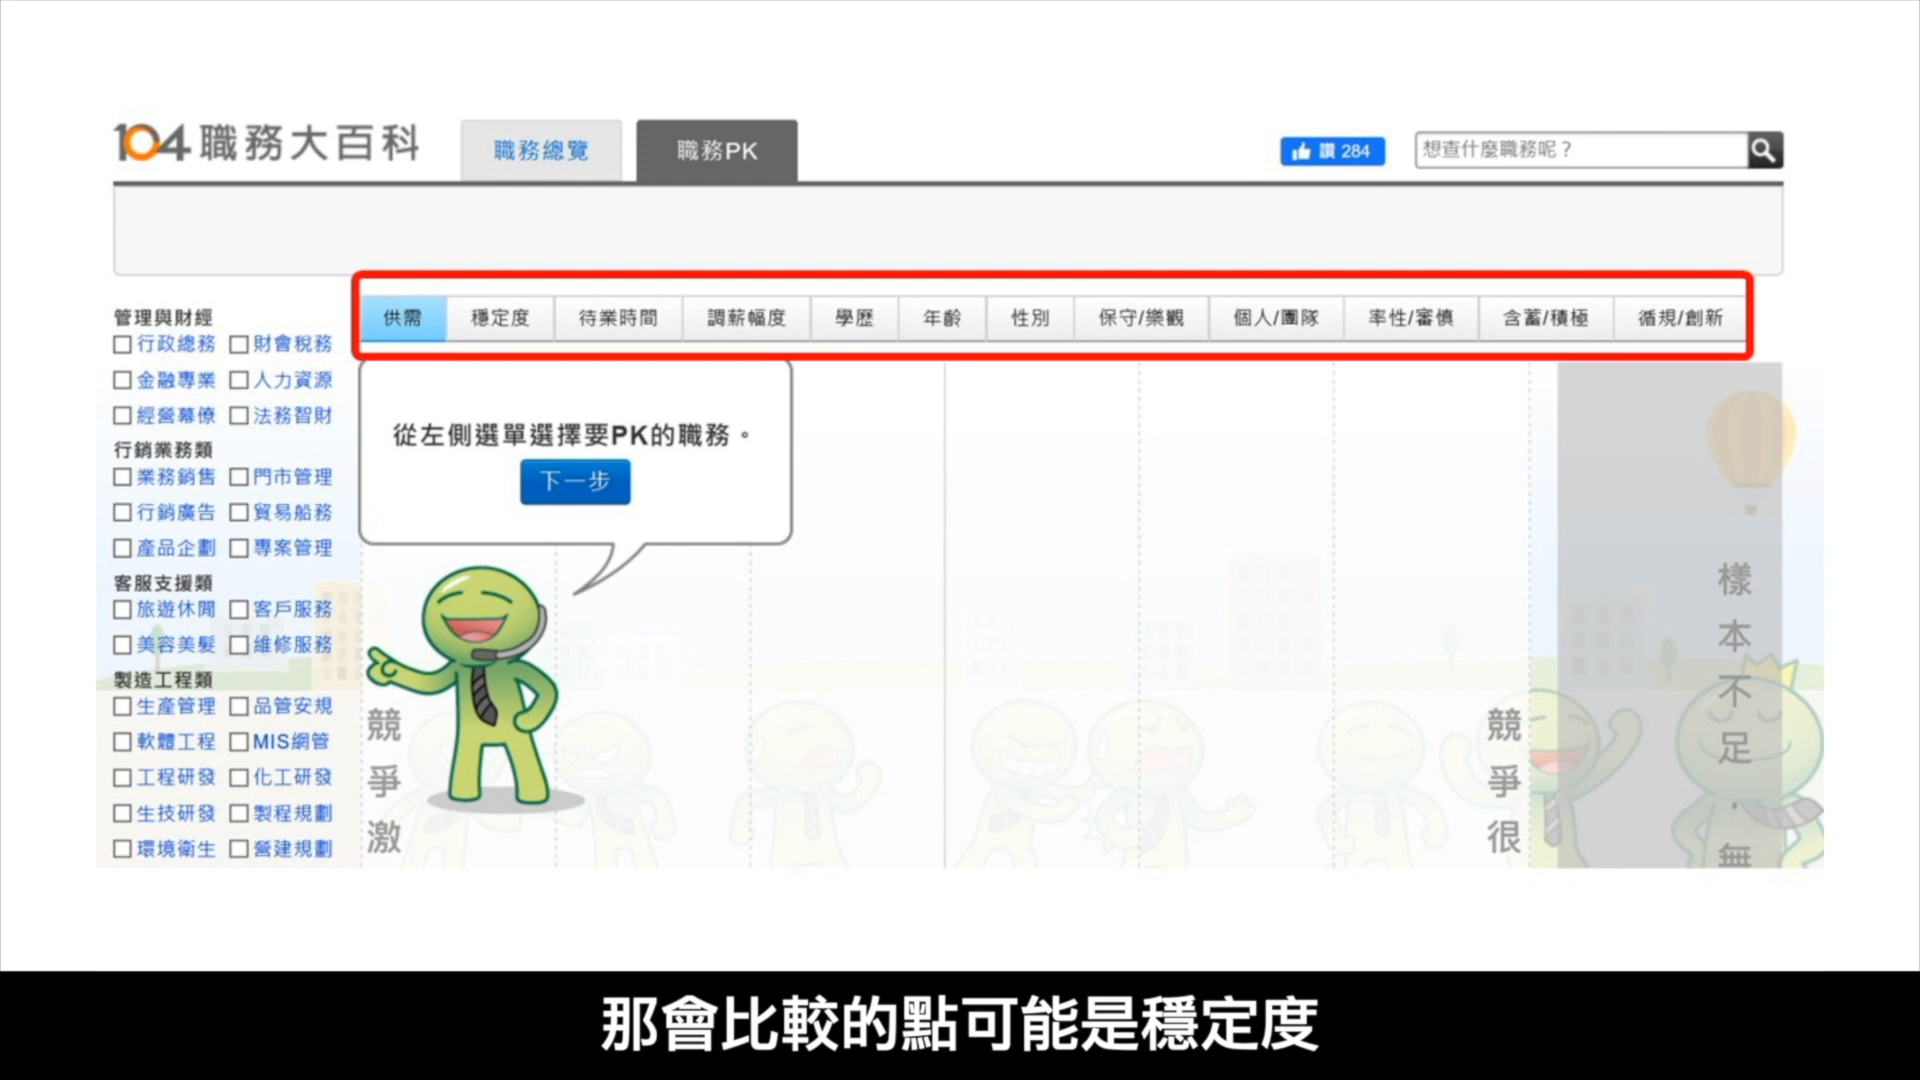 104職務大百科
職務總覽
職務PK
讚 284
想查什麼職務呢？
供需
穩定度
待業時間
調薪幅度
學歷
年齡
性別
保守/樂觀
個人/團隊
率性/審慎
含蓄/積極
循規/創新
管理與財經
行政總務 財會稅務
金融專業 人力資源
經營幕僚 法務智財
行銷業務類
業務銷售 門市管理
行銷廣告 貿易船務
產品企劃 專案管理
客服支援類
旅遊休閒 客戶服務
美容美髮 維修服務
製造工程類
生產管理 品管安規
軟體工程 MIS網管
工程研發 化工研發
生技研發 製程規劃
環境衛生 營建規劃
從左側選單選擇要PK的職務。
下一步
競爭激
競爭很
樣本不足．無
那會比較的點可能是穩定度